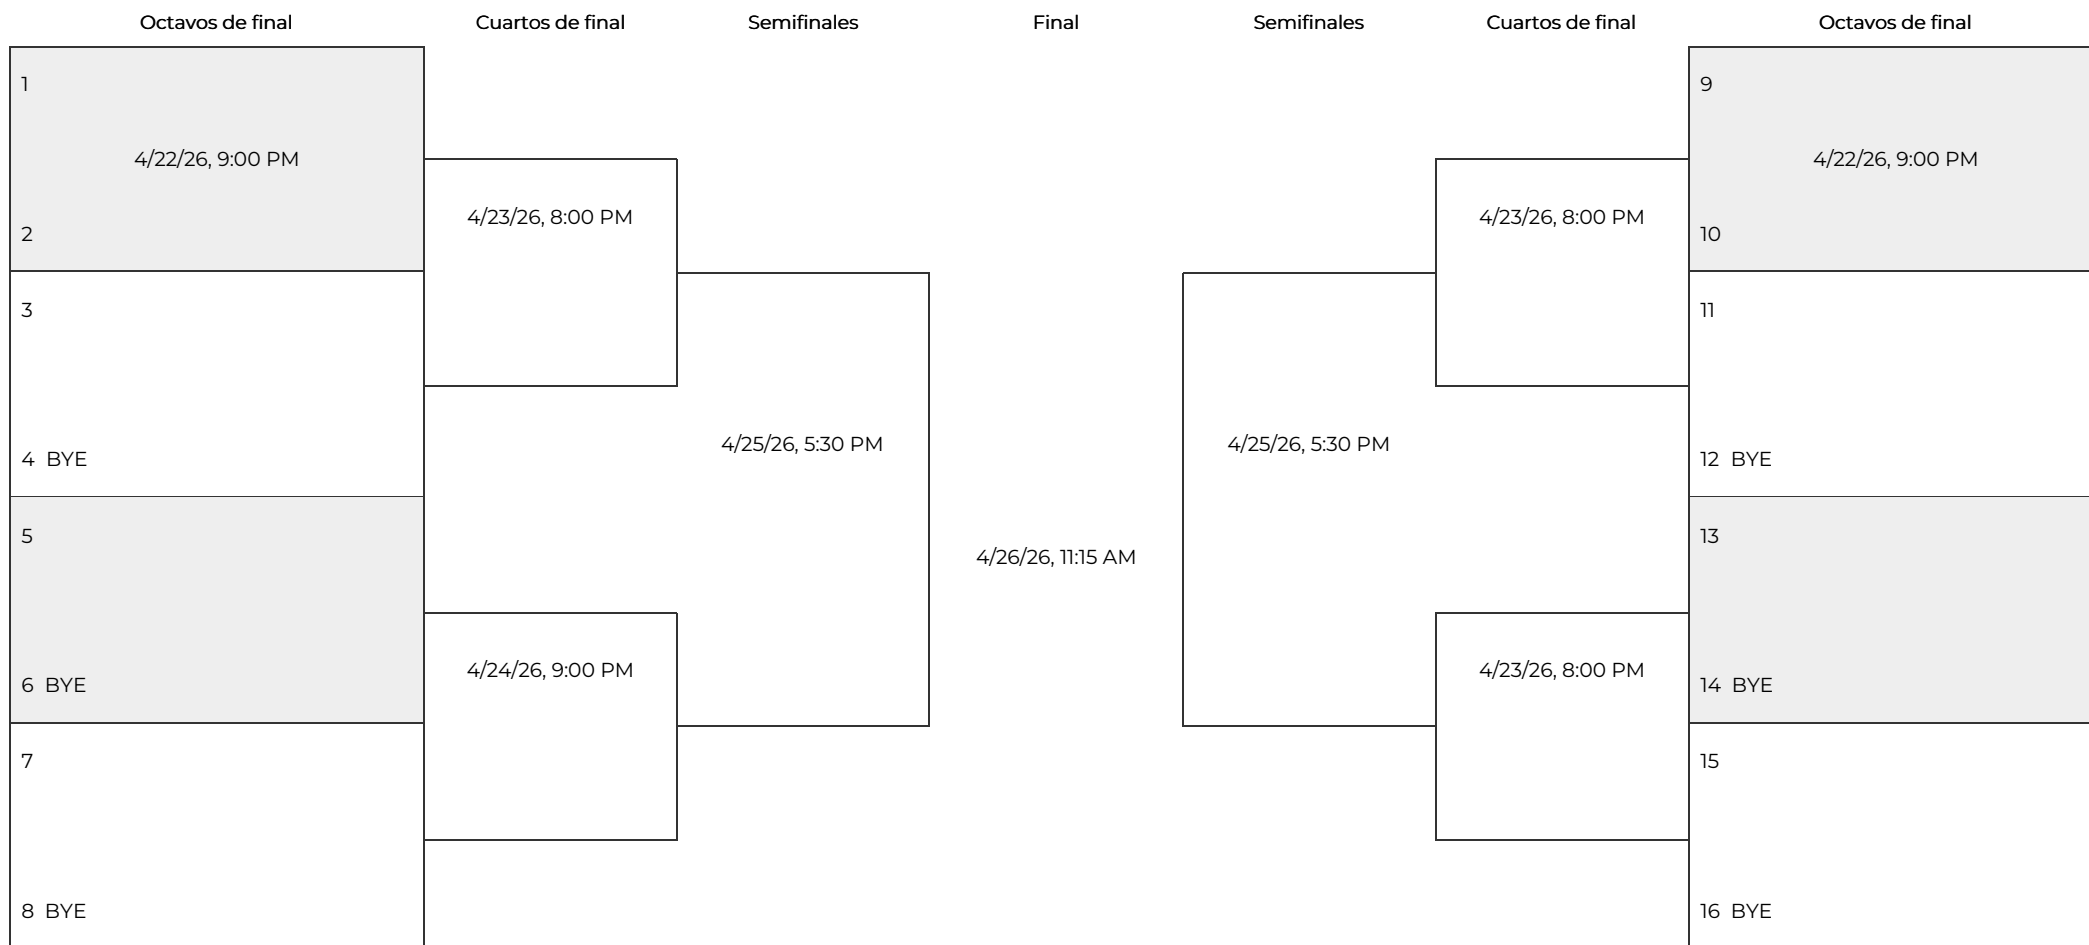 Octavos de final
Cuartos de final
Semifinales
Final
Semifinales
Cuartos de final
Octavos de final
1
4/22/26, 9:00 PM
2
3
4 BYE
5
6 BYE
7
8 BYE
4/23/26, 8:00 PM
4/24/26, 9:00 PM
4/25/26, 5:30 PM
4/26/26, 11:15 AM
4/25/26, 5:30 PM
4/23/26, 8:00 PM
4/23/26, 8:00 PM
9
4/22/26, 9:00 PM
10
11
12 BYE
13
14 BYE
15
16 BYE